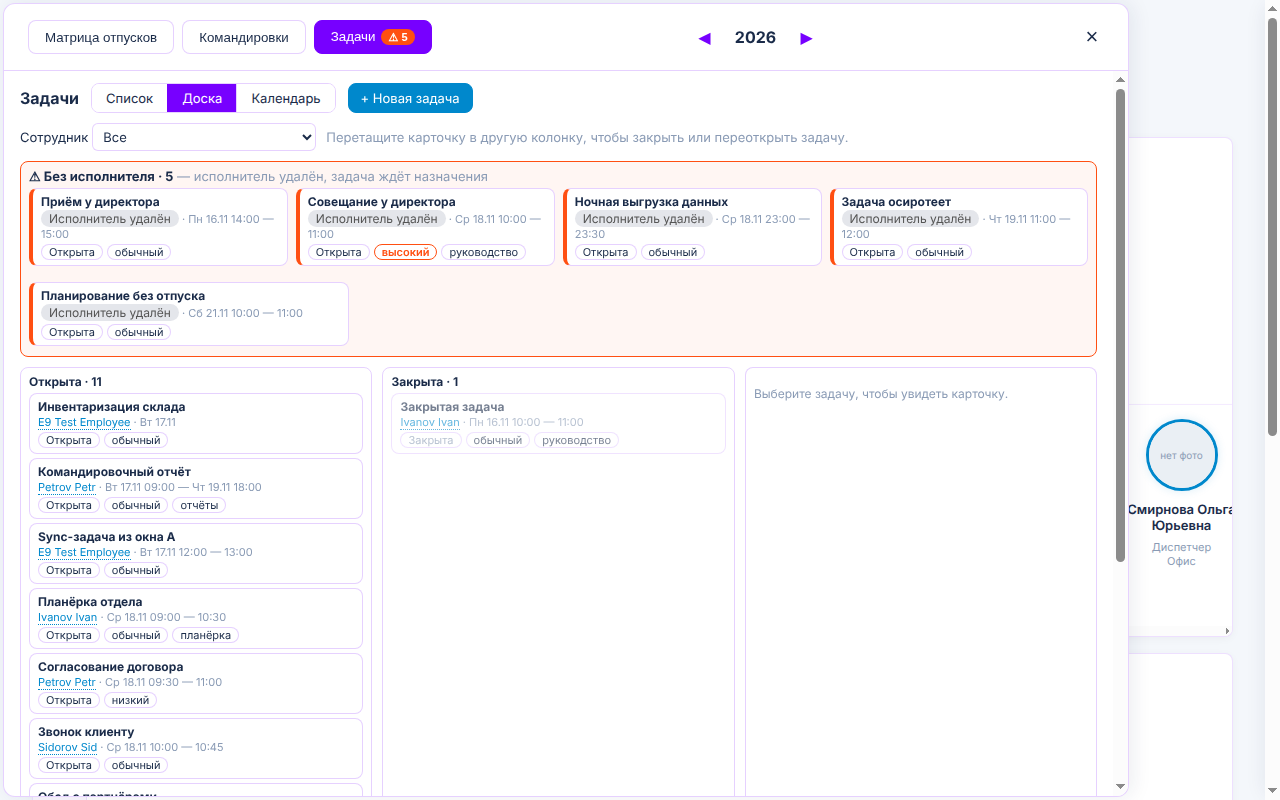 Матрица отпусков
Командировки
Задачи ⚠ 5
◀ 2026 ▶
×
Задачи
Список
Доска
Календарь
+ Новая задача
Сотрудник
Все
Перетащите карточку в другую колонку, чтобы закрыть или переоткрыть задачу.
⚠ Без исполнителя · 5 — исполнитель удалён, задача ждёт назначения
Приём у директора
Исполнитель удалён · Пн 16.11 14:00 —
15:00
Открыта обычный
Совещание у директора
Исполнитель удалён · Ср 18.11 10:00 —
11:00
Открыта высокий руководство
Ночная выгрузка данных
Исполнитель удалён · Ср 18.11 23:00 —
23:30
Открыта обычный
Задача осиротеет
Исполнитель удалён · Чт 19.11 11:00 —
12:00
Открыта обычный
Планирование без отпуска
Исполнитель удалён · Сб 21.11 10:00 — 11:00
Открыта обычный
Открыта · 11
Инвентаризация склада
E9 Test Employee · Вт 17.11
Открыта обычный
Командировочный отчёт
Petrov Petr · Вт 17.11 09:00 — Чт 19.11 18:00
Открыта обычный отчёты
Sync-задача из окна A
E9 Test Employee · Вт 17.11 12:00 — 13:00
Открыта обычный
Планёрка отдела
Ivanov Ivan · Ср 18.11 09:00 — 10:30
Открыта обычный планёрка
Согласование договора
Petrov Petr · Ср 18.11 09:30 — 11:00
Открыта низкий
Звонок клиенту
Sidorov Sid · Ср 18.11 10:00 — 10:45
Открыта обычный
Закрыта · 1
Закрытая задача
Ivanov Ivan · Пн 16.11 10:00 — 11:00
Закрыта обычный руководство
Выберите задачу, чтобы увидеть карточку.
нет фото
Смирнова Ольга
Юрьевна
Диспетчер
Офис